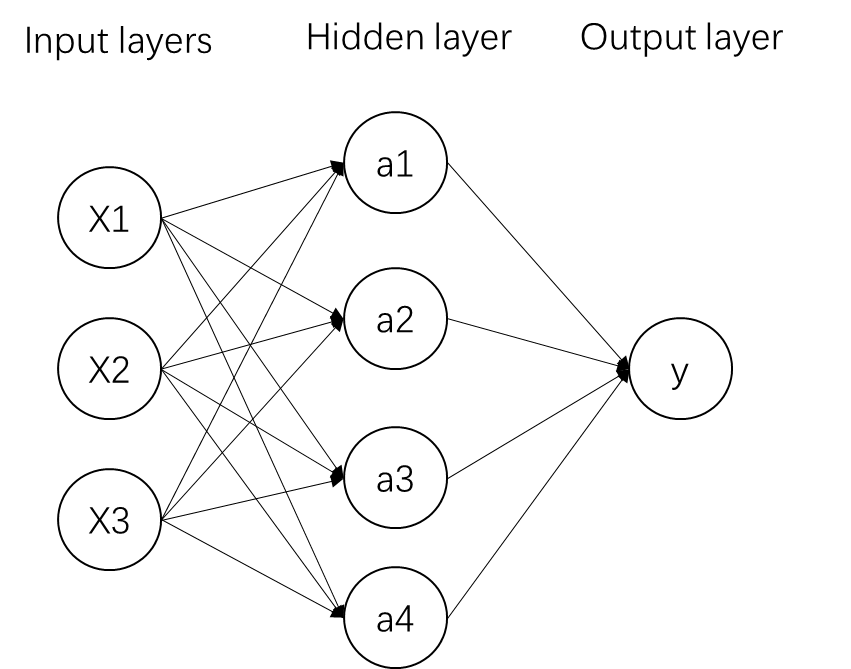 Input layers
Hidden layer
Output layer
a1
X1
a2
X2
y
a3
X3
a4